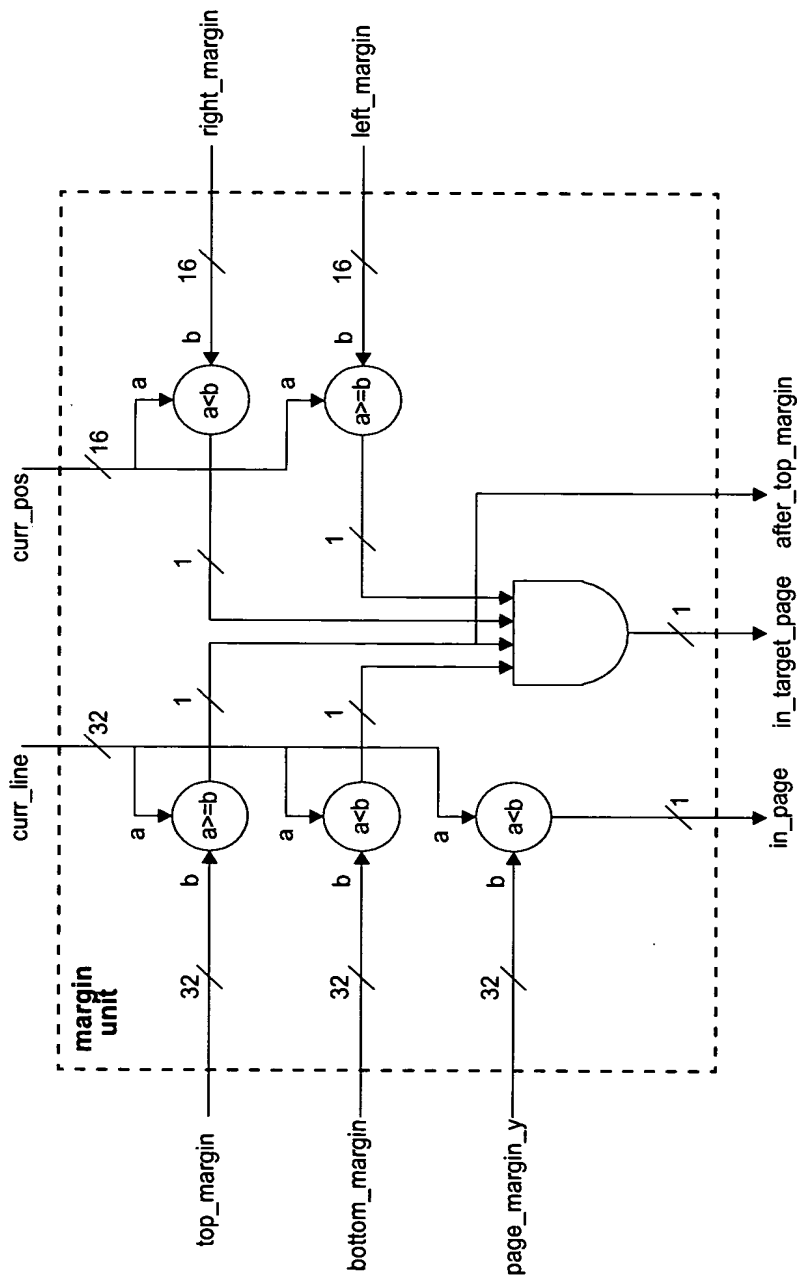 curr_line
curr_pos
margin
unit
32
16
top_margin
32
b
a
a>=b
1
1
a
a<b
b
16
right_margin
bottom_margin
32
b
a
a<b
1
1
a
a>=b
b
16
left_margin
page_margin_y
32
b
a
a<b
1
1
in_page
in_target_page
after_top_margin